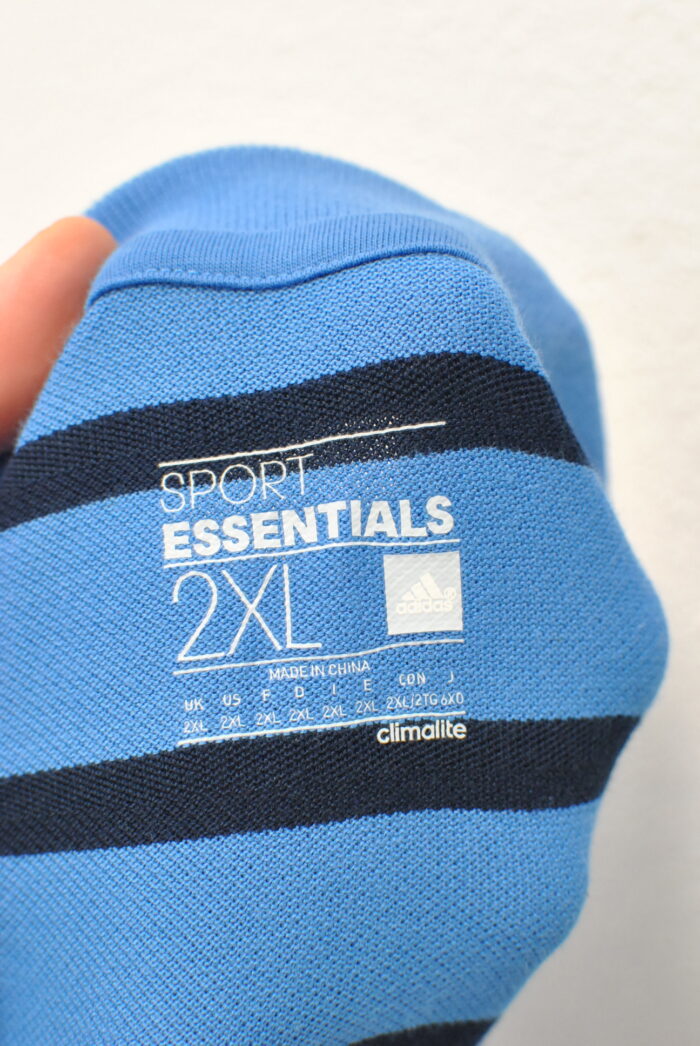 SPORT
ESSENTIALS
2XL
adidas
MADE IN CHINA
UK US F D I E CDN J
2XL 2XL 2XL 2XL 2XL 2XL 2XL/2TG 6XO
climalite